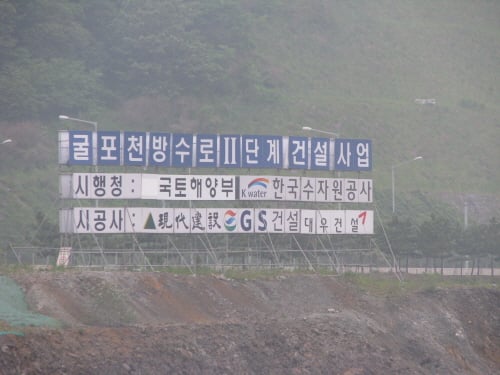 굴포천방수로Ⅱ단계건설사업
시행청: 국토해양부 K water 한국수자원공사
시공사: 現代建設 GS건설 대우건설